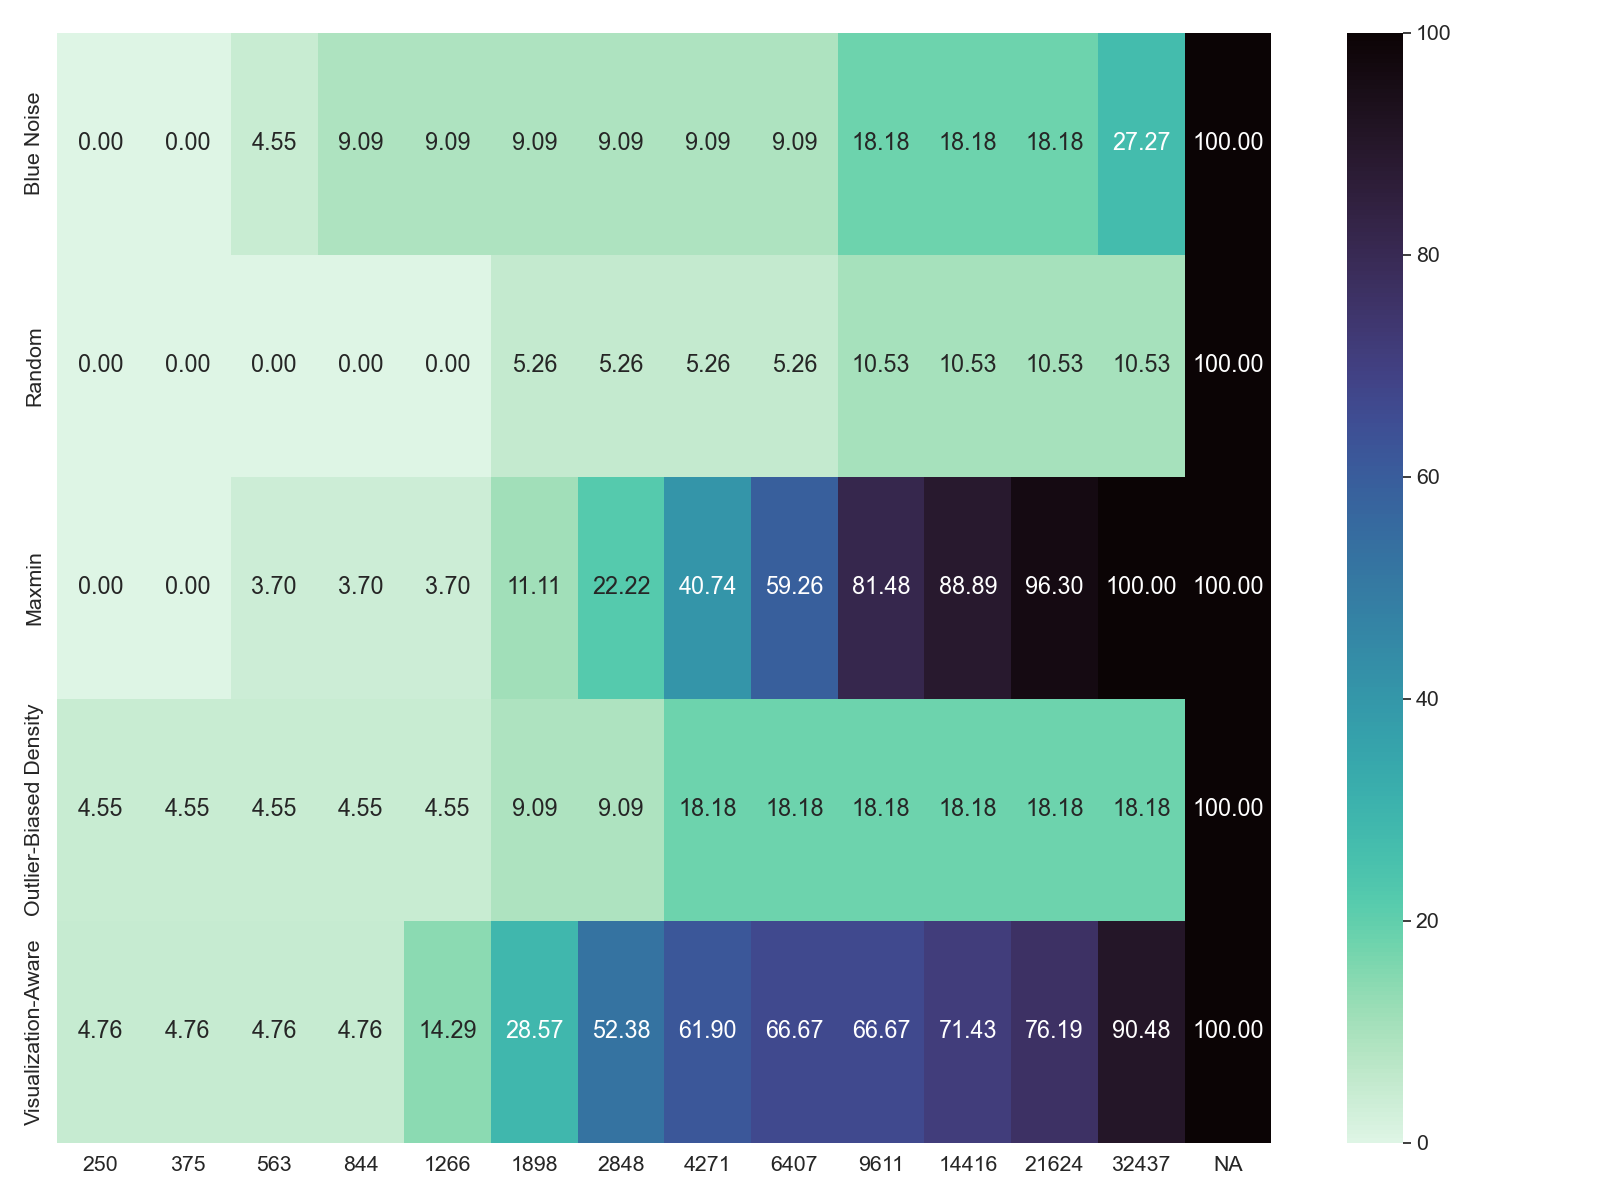 Blue Noise
0.00 0.00 4.55 9.09 9.09 9.09 9.09 9.09 9.09 18.18 18.18 18.18 27.27 100.00
Random
0.00 0.00 0.00 0.00 0.00 5.26 5.26 5.26 5.26 10.53 10.53 10.53 10.53 100.00
Maxmin
0.00 0.00 3.70 3.70 3.70 11.11 22.22 40.74 59.26 81.48 88.89 96.30 100.00 100.00
Outlier-Biased Density
4.55 4.55 4.55 4.55 4.55 9.09 9.09 18.18 18.18 18.18 18.18 18.18 18.18 100.00
Visualization-Aware
4.76 4.76 4.76 4.76 14.29 28.57 52.38 61.90 66.67 66.67 71.43 76.19 90.48 100.00
250 375 563 844 1266 1898 2848 4271 6407 9611 14416 21624 32437 NA
100
80
60
40
20
0